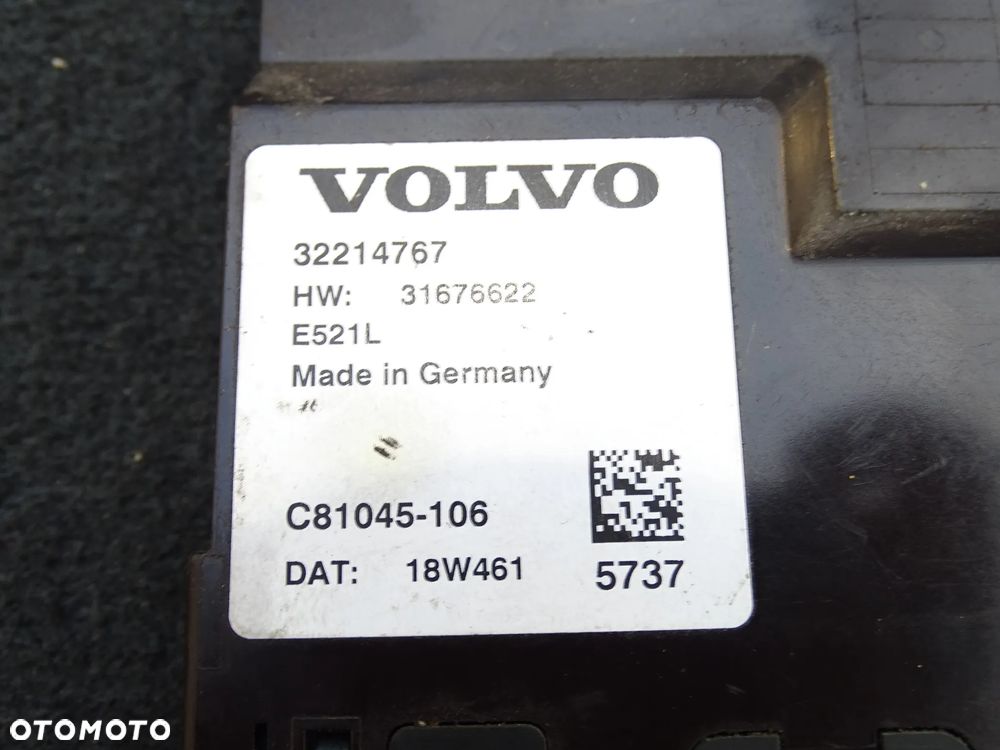 VOLVO
32214767
HW: 31676622
E521L
Made in Germany
C81045-106
DAT: 18W461
5737
OTOMOTO